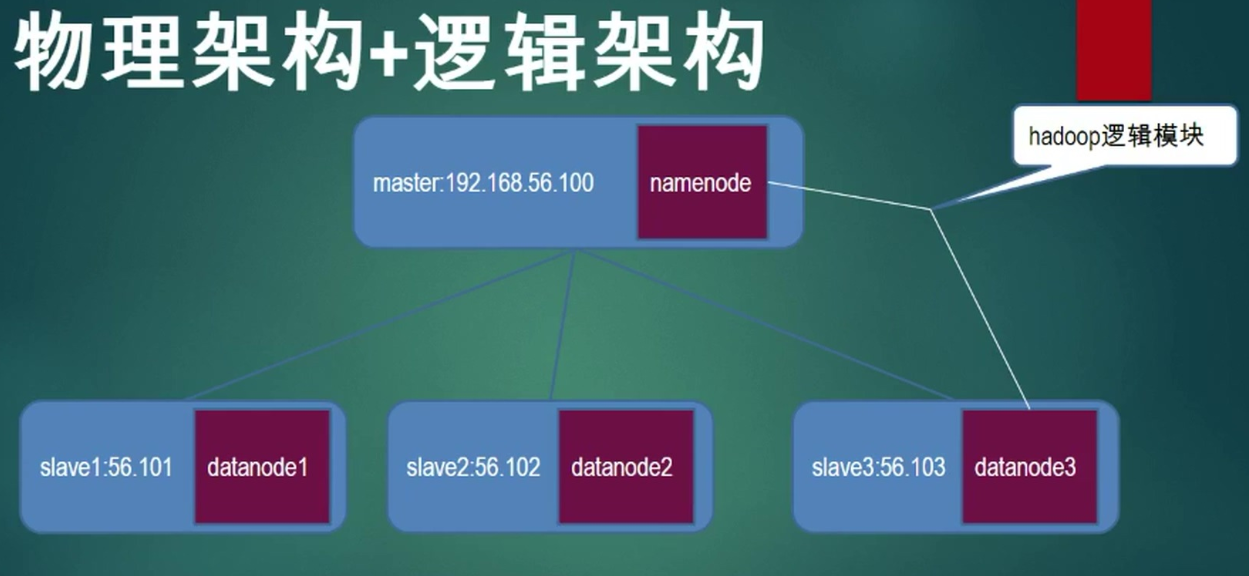 物理架构+逻辑架构
hadoop逻辑模块
master:192.168.56.100
namenode
slave1:56.101
datanode1
slave2:56.102
datanode2
slave3:56.103
datanode3